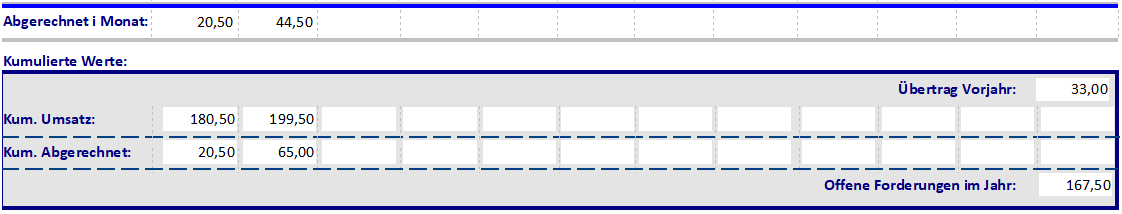 Abgerechnet i Monat: 20,50 44,50
Kumulierte Werte:
Übertrag Vorjahr: 33,00
Kum. Umsatz: 180,50 199,50
Kum. Abgerechnet: 20,50 65,00
Offene Forderungen im Jahr: 167,50